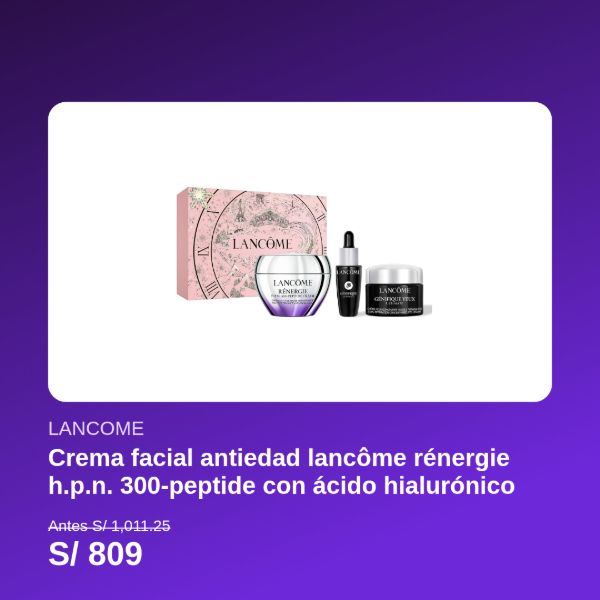 LANCÔME
LANCÔME
RÉNERGIE
LANCÔME
LANCÔME
GÉNIFIQUE YEUX
LANCOME
Crema facial antiedad lancôme rénergie
h.p.n. 300-peptide con ácido hialurónico
Antes S/ 1,011.25
S/ 809